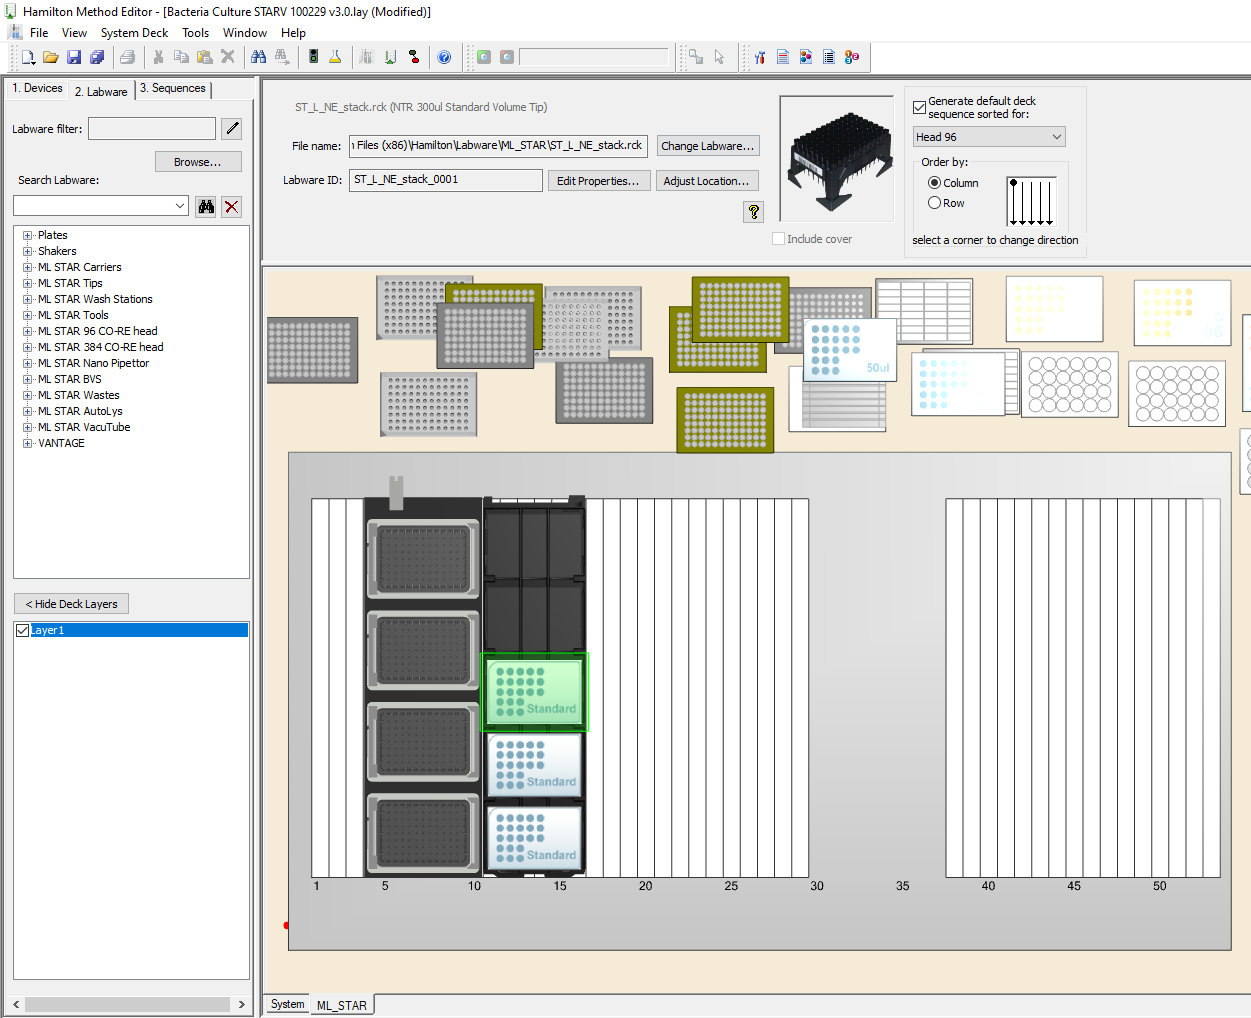 Hamilton Method Editor - [Bacteria Culture STARV 100229 v3.0.lay (Modified)]
File View System Deck Tools Window Help
1. Devices 2. Labware 3. Sequences
Labware filter:
Browse...
Search Labware:
Plates
Shakers
ML STAR Carriers
ML STAR Tips
ML STAR Wash Stations
ML STAR Tools
ML STAR 96 CO-RE head
ML STAR 384 CO-RE head
ML STAR Nano Pipettor
ML STAR BVS
ML STAR Wastes
ML STAR AutoLys
ML STAR VacuTube
VANTAGE
< Hide Deck Layers
Layer1
ST_L_NE_stack.rck (NTR 300ul Standard Volume Tip)
File name: Files (x86)\Hamilton\Labware\ML_STAR\ST_L_NE_stack.rck Change Labware...
Labware ID: ST_L_NE_stack_0001 Edit Properties... Adjust Location...
?
Include cover
Generate default deck
sequence sorted for:
Head 96
Order by:
Column
Row
select a corner to change direction
50ul
Standard
Standard
Standard
1 5 10 15 20 25 30 35 40 45 50
System ML_STAR